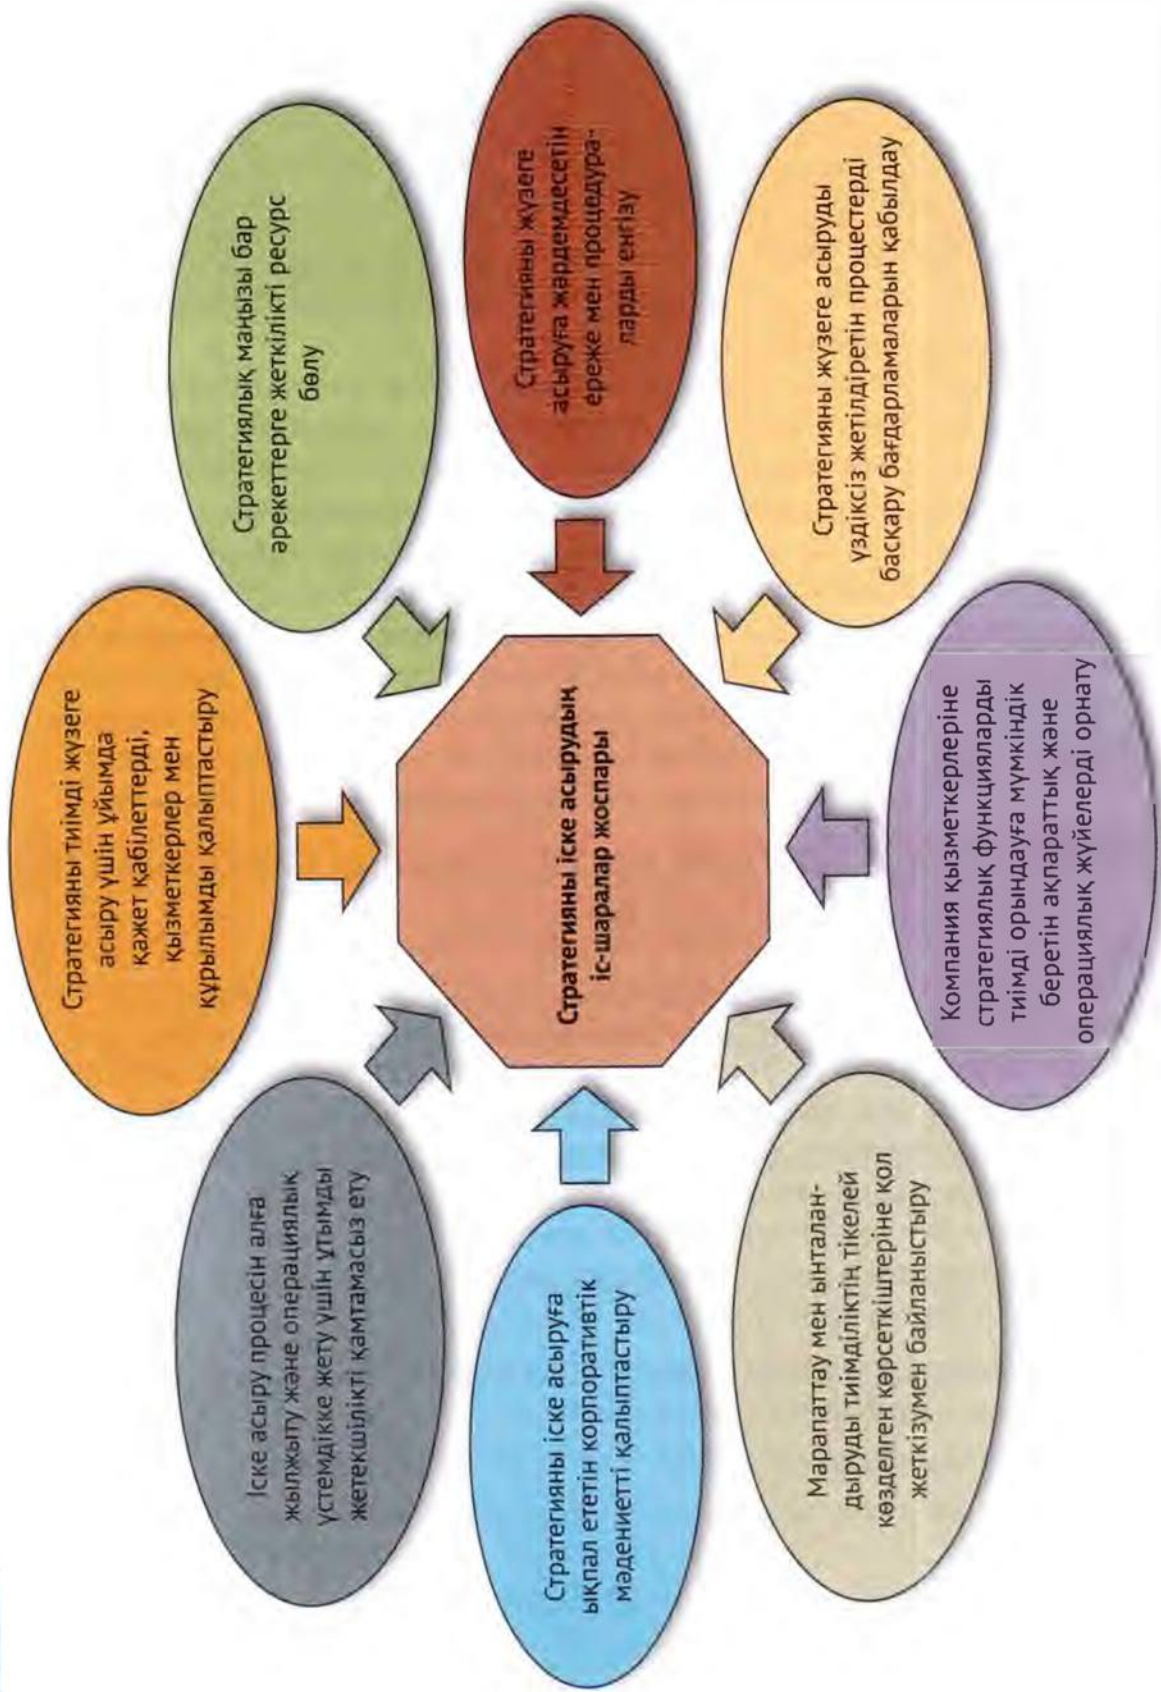 Стратегияны тиімді жүзеге
асыру үшін ұйымда
қажет қабілеттерді,
қызметкерлер мен
құрылымды қалыптастыру
Стратегиялық маңызы бар
әрекеттерге жеткілікті ресурс
бөлу
Стратегияны жүзеге
асыруға жәрдемдесетін
ереже мен процедура-
ларды енгізу
Стратегияны жүзеге асыруды
үздіксіз жетілдіретін процестерді
басқару бағдарламаларын қабылдау
Компания қызметкерлеріне
стратегиялық функцияларды
тиімді орындауға мүмкіндік
беретін ақпараттық және
операциялық жүйелерді орнату
Марапаттау мен ынталан-
дыруды тиімділіктің тікелей
көзделген көрсеткіштеріне қол
жеткізумен байланыстыру
Стратегияны іске асыруға
ықпал ететін корпоративтік
мәдениетті қалыптастыру
Іске асыру процесін алға
жылжыту және операциялық
үстемдікке жету үшін ұтымды
жетекшілікті қамтамасыз ету
Стратегияны іске асырудың
іс-шаралар жоспары